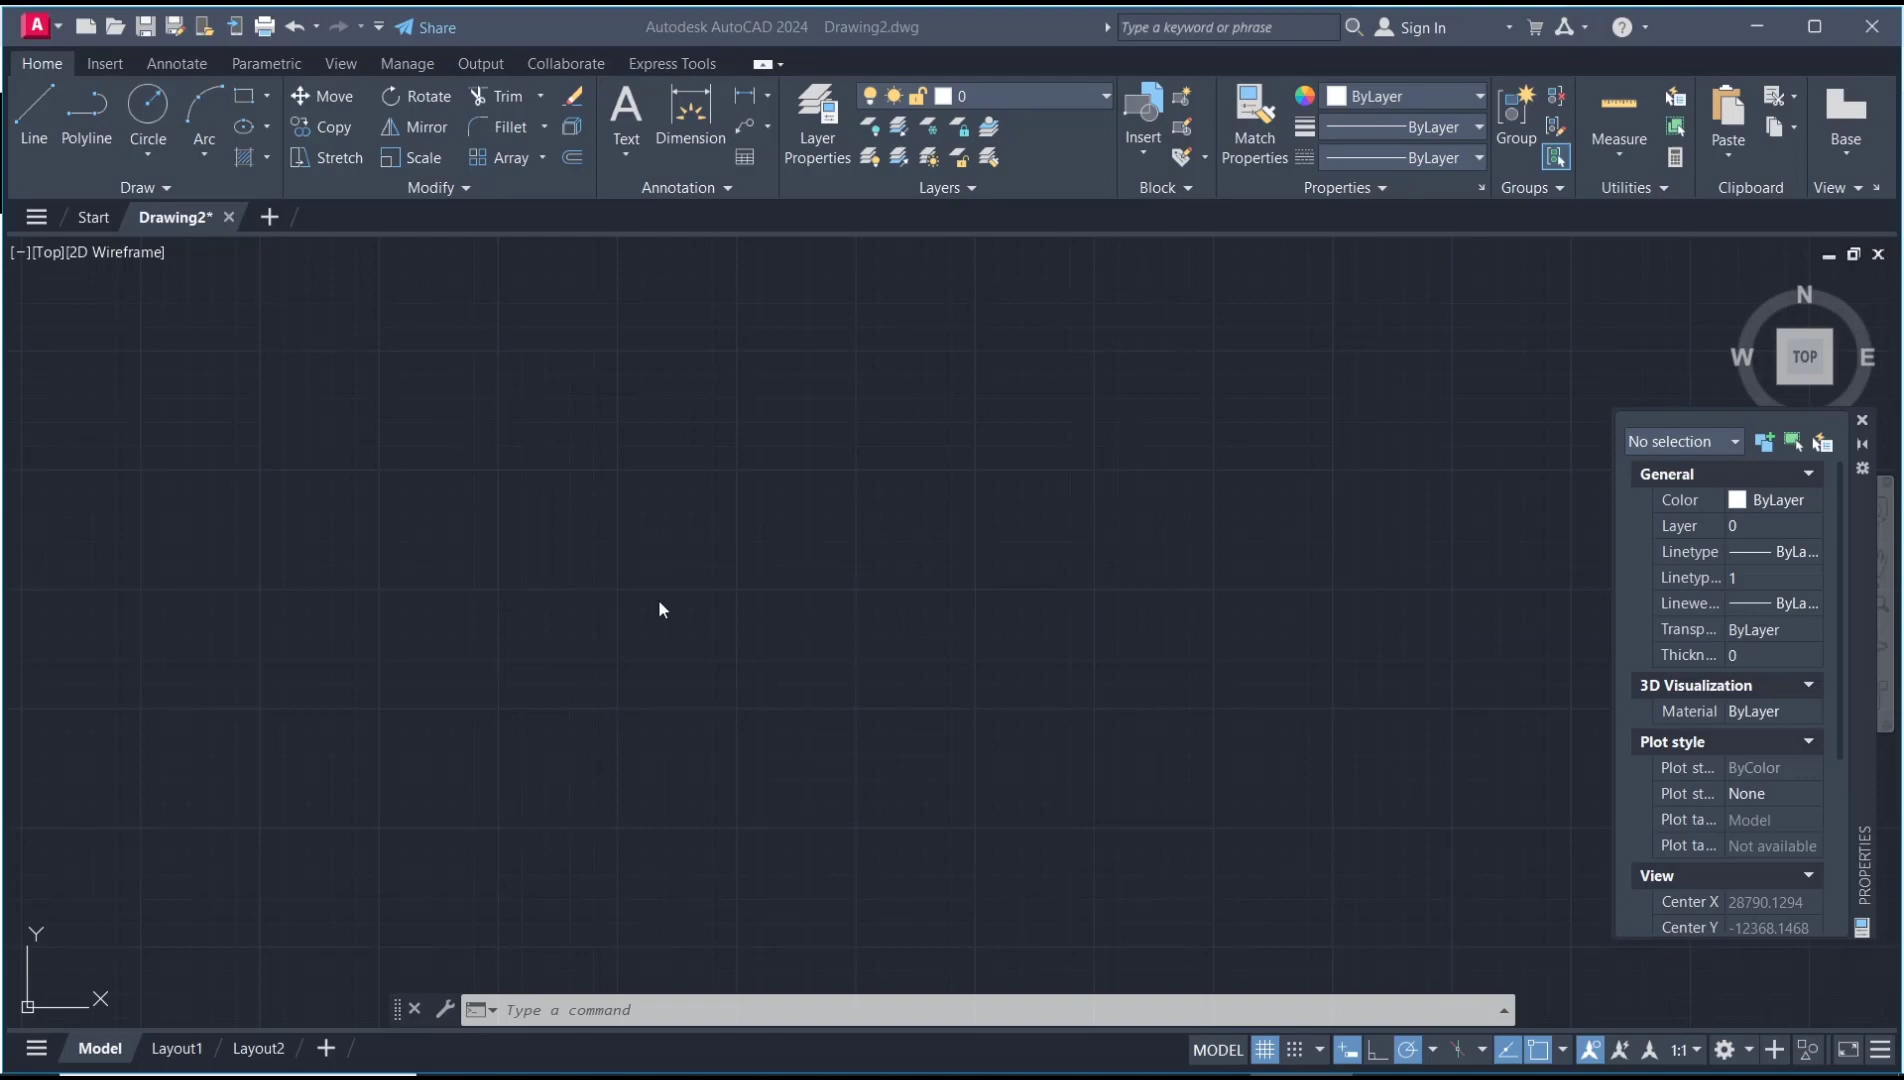 A
Share
Autodesk AutoCAD 2024 Drawing2.dwg
Type a keyword or phrase
Sign In
Home Insert Annotate Parametric View Manage Output Collaborate Express Tools
Line
Polyline
Circle
Arc
Draw
Move
Rotate
Trim
Copy
Mirror
Fillet
Stretch
Scale
Array
Modify
A
Text
Dimension
Annotation
Layer
Properties
0
Layers
Insert
Block
Match
Properties
ByLayer
ByLayer
ByLayer
Properties
Group
Groups
Measure
Utilities
Paste
Clipboard
Base
View
Start
Drawing2*
[−][Top][2D Wireframe]
N
W
TOP
E
No selection
General
Color ByLayer
Layer 0
Linetype ByLa...
Linetyp... 1
Linewe... ByLa...
Transp... ByLayer
Thickn... 0
3D Visualization
Material ByLayer
Plot style
Plot st... ByColor
Plot st... None
Plot ta... Model
Plot ta... Not available
View
Center X 28790.1294
Center Y -12368.1468
PROPERTIES
Y
X
Type a command
Model Layout1 Layout2
MODEL
1:1